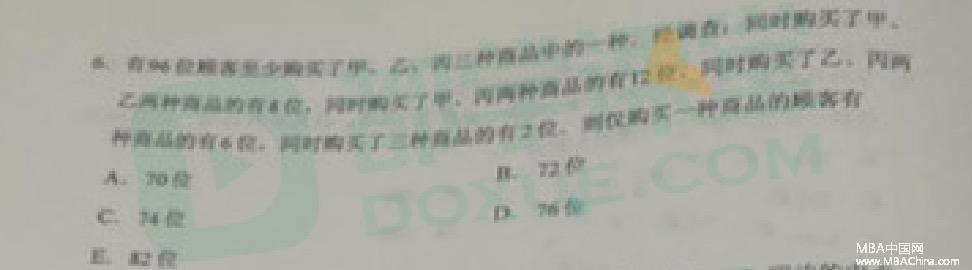 6. 有96位顾客至少购买了甲、乙、丙三种商品中的一种，经调查：同时购买了甲、
乙两种商品的有8位，同时购买了甲、丙两种商品的有12位，同时购买了乙、丙两
种商品的有6位，同时购买了三种商品的有2位，则仅购买一种商品的顾客有
A. 70位
B. 72位
C. 74位
D. 76位
E. 82位
DOXUE.COM
MBA中国网
www.MBAChina.com